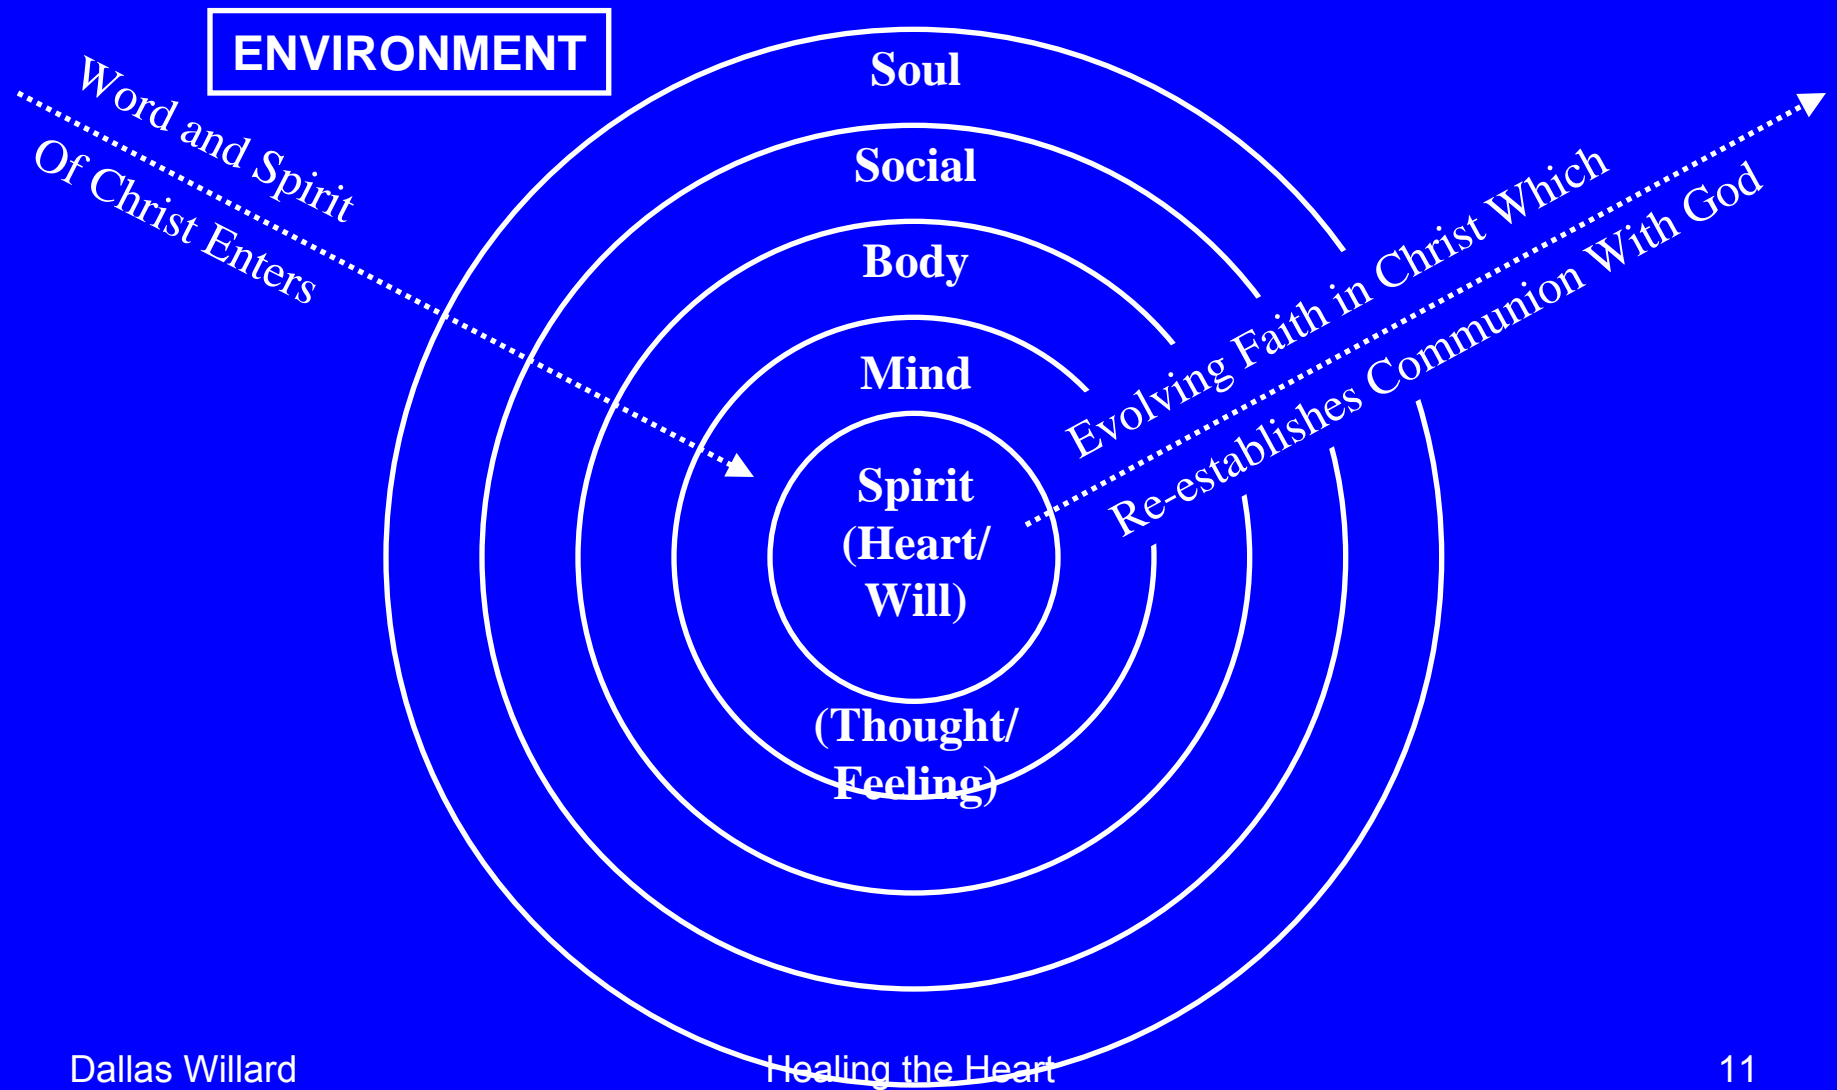 ENVIRONMENT
Word and Spirit
Of Christ Enters
Soul
Social
Body
Mind
Spirit
(Heart/
Will)
(Thought/
Feeling)
Evolving Faith in Christ Which
Re-establishes Communion With God
Dallas Willard
Healing the Heart
11